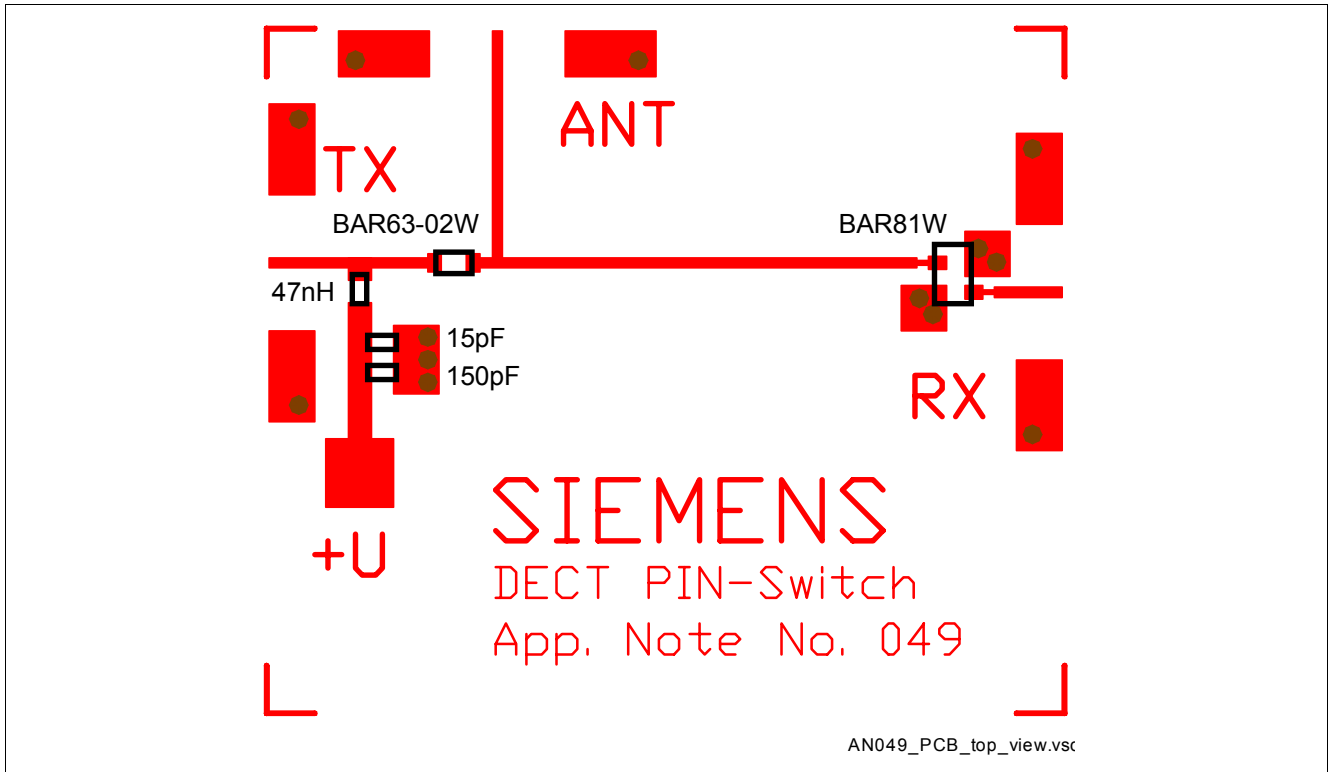 ANT
TX
BAR63-02W
BAR81W
47nH
15pF
150pF
RX
+U
SIEMENS
DECT PIN-Switch
App. Note No. 049
AN049_PCB_top_view.vsd